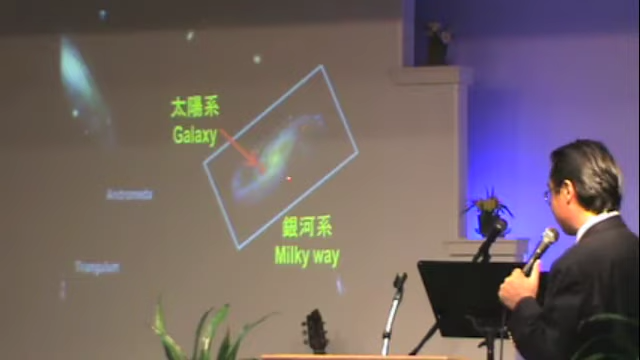 太陽系
Galaxy
Andromeda
銀河系
Milky way
Triangulum